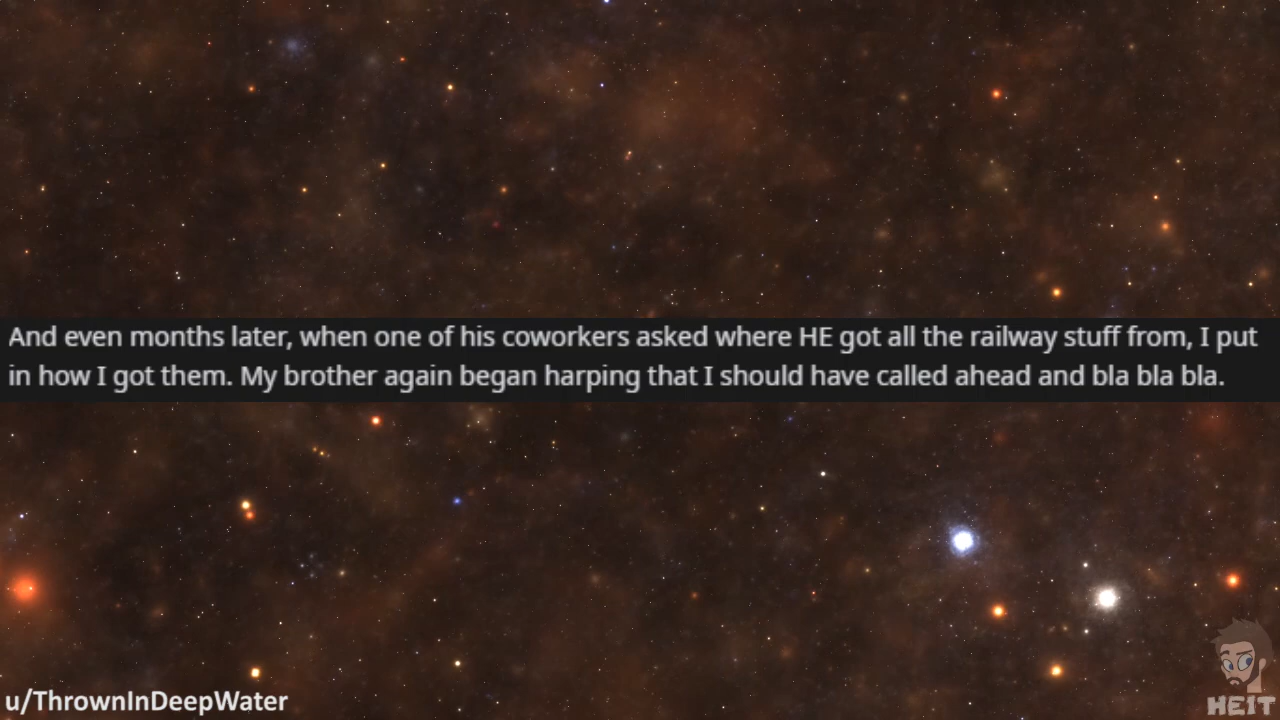 And even months later, when one of his coworkers asked where HE got all the railway stuff from, I put
in how I got them. My brother again began harping that I should have called ahead and bla bla bla.
u/ThrownInDeepWater
HEIT